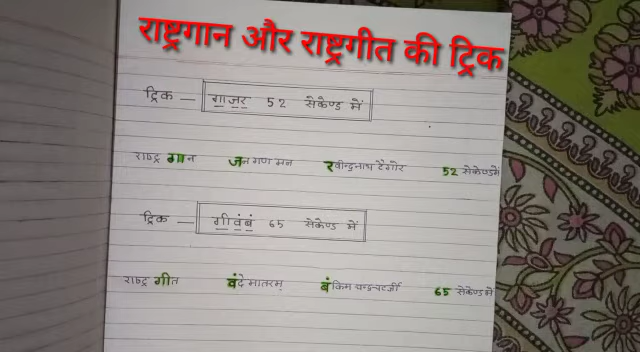 राष्ट्रगान और राष्ट्रगीत की ट्रिक
ट्रिक — गाजर 52 सेकेण्ड में
राष्ट्र गान जन गण मन रवीन्द्रनाथ टैगोर 52 सेकेण्ड में
ट्रिक — गीवंबं 65 सेकेण्ड में
राष्ट्र गीत वंदे मातरम् बंकिम चन्द्र चटर्जी 65 सेकेण्ड में